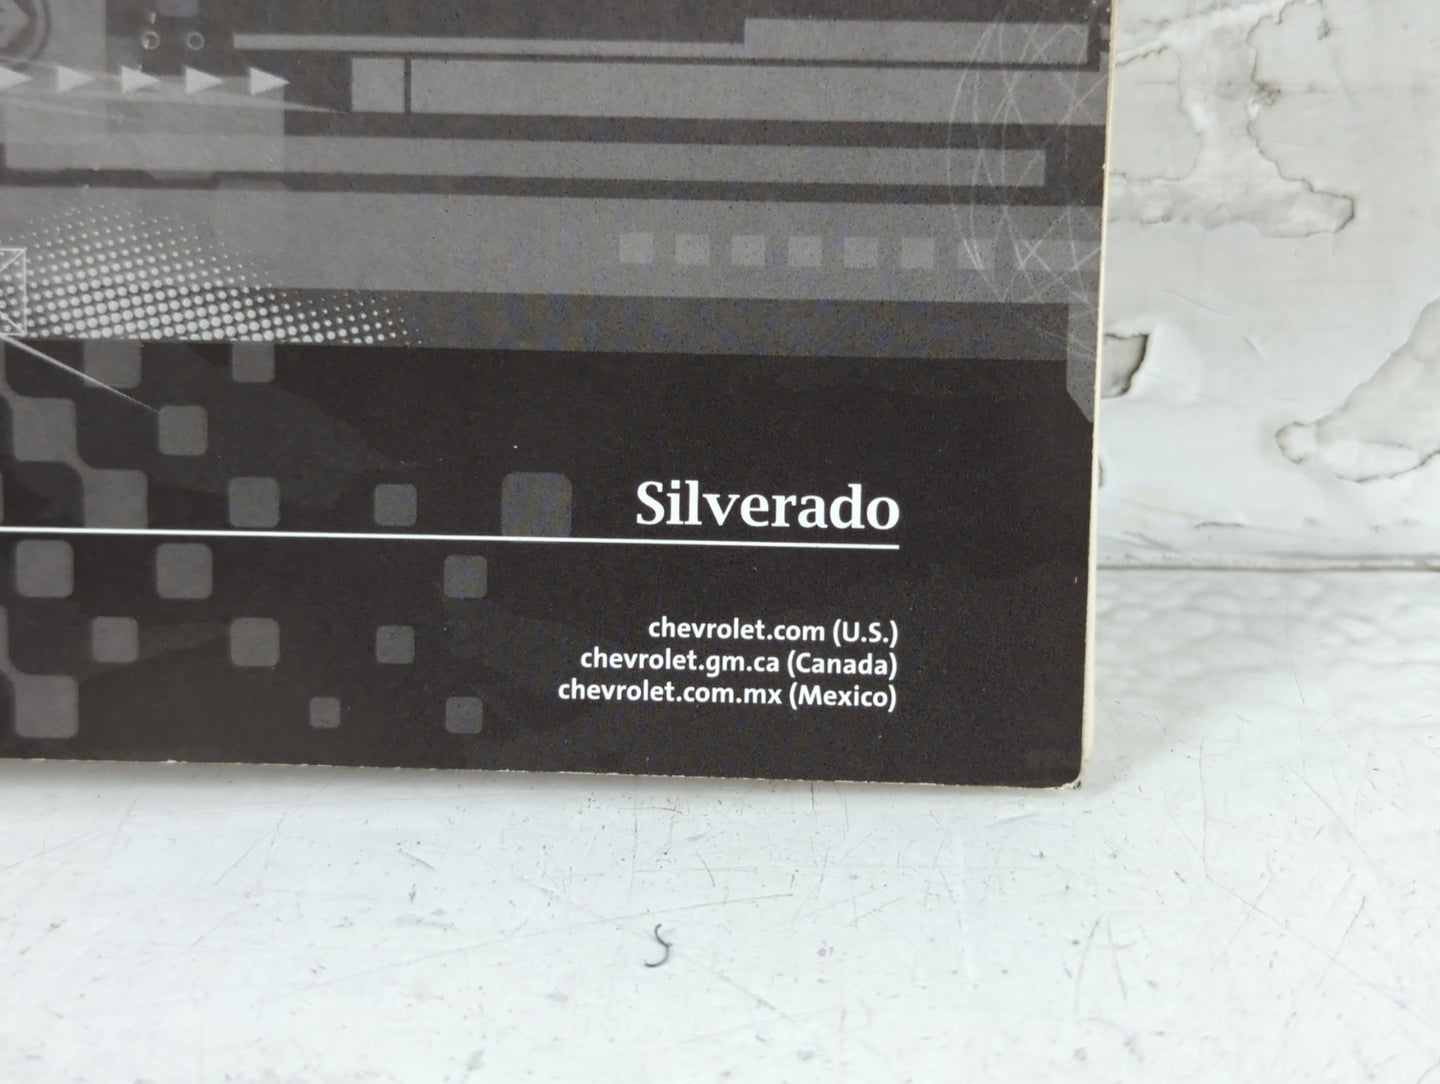 Silverado
chevrolet.com (U.S.)
chevrolet.gm.ca (Canada)
chevrolet.com.mx (Mexico)